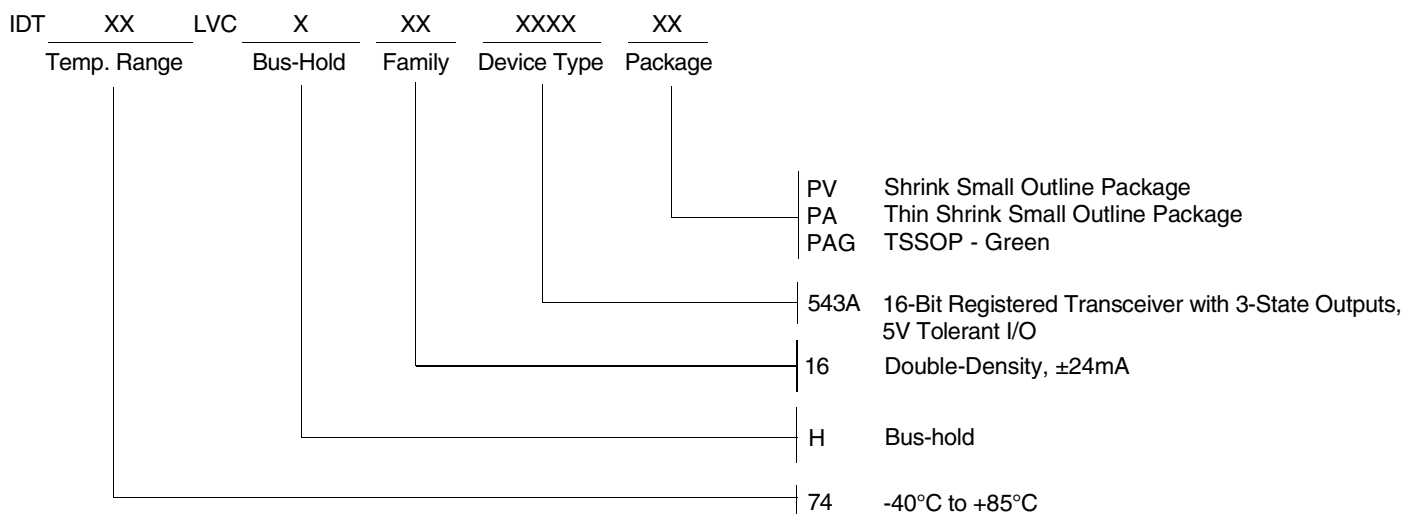 IDT XX LVC X XX XXXX XX
Temp. Range Bus-Hold Family Device Type Package
PV Shrink Small Outline Package
PA Thin Shrink Small Outline Package
PAG TSSOP - Green
543A 16-Bit Registered Transceiver with 3-State Outputs,
5V Tolerant I/O
16 Double-Density, ±24mA
H Bus-hold
74 -40°C to +85°C